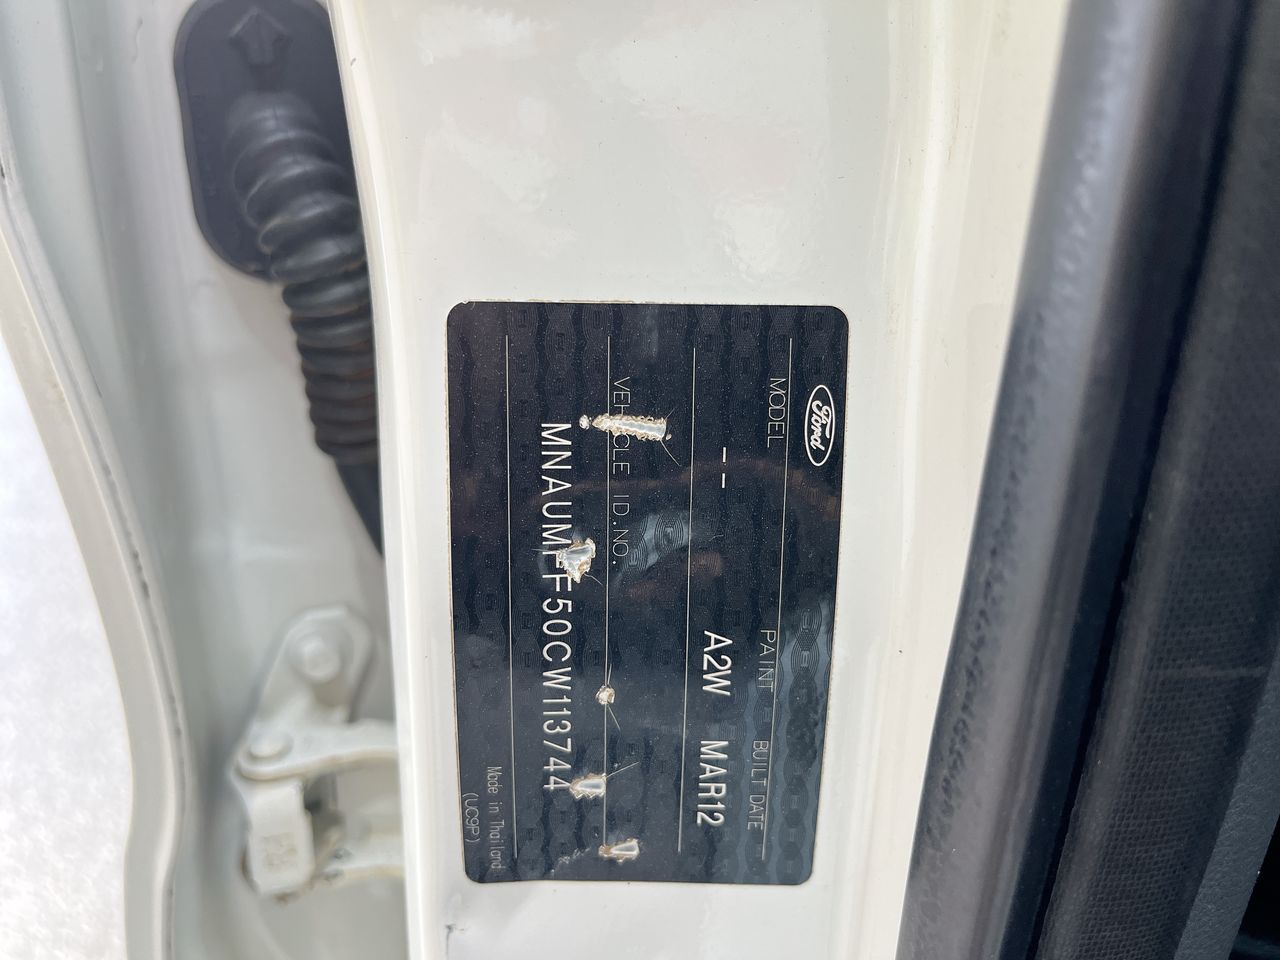 Ford
MODEL PAINT BUILT DATE
-- A2W MAR12
VEHICLE ID.NO.
MNAUMFF50CW113744
Made in Thailand
(UC9P)